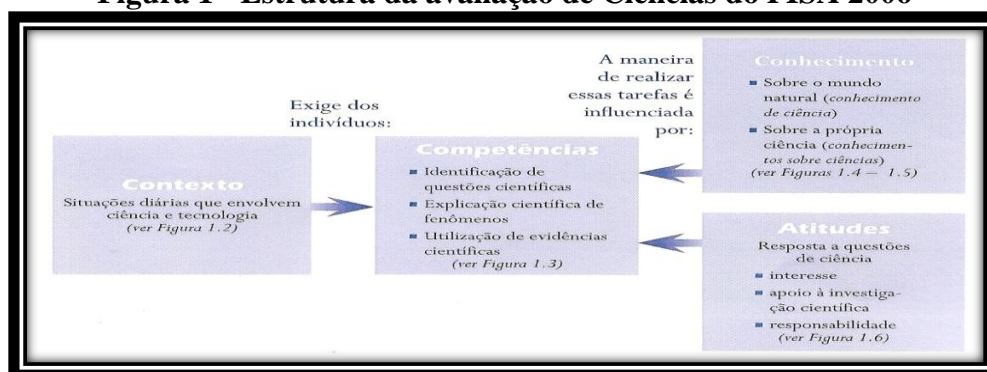 Figura 1 - Estrutura da avaliação de Ciências do PISA 2006
Exige dos
indivíduos:
A maneira
de realizar
essas tarefas é
influenciada
por:
Contexto
Situações diárias que envolvem
ciência e tecnologia
(ver Figura 1.2)
Competências
Identificação de
questões científicas
Explicação científica de
fenômenos
Utilização de evidências
científicas
(ver Figura 1.3)
Conhecimento
Sobre o mundo
natural (conhecimento
de ciência)
Sobre a própria
ciência (conhecimen-
tos sobre ciências)
(ver Figuras 1.4 — 1.5)
Atitudes
Resposta a questões
de ciência
interesse
apoio à investiga-
ção científica
responsabilidade
(ver Figura 1.6)